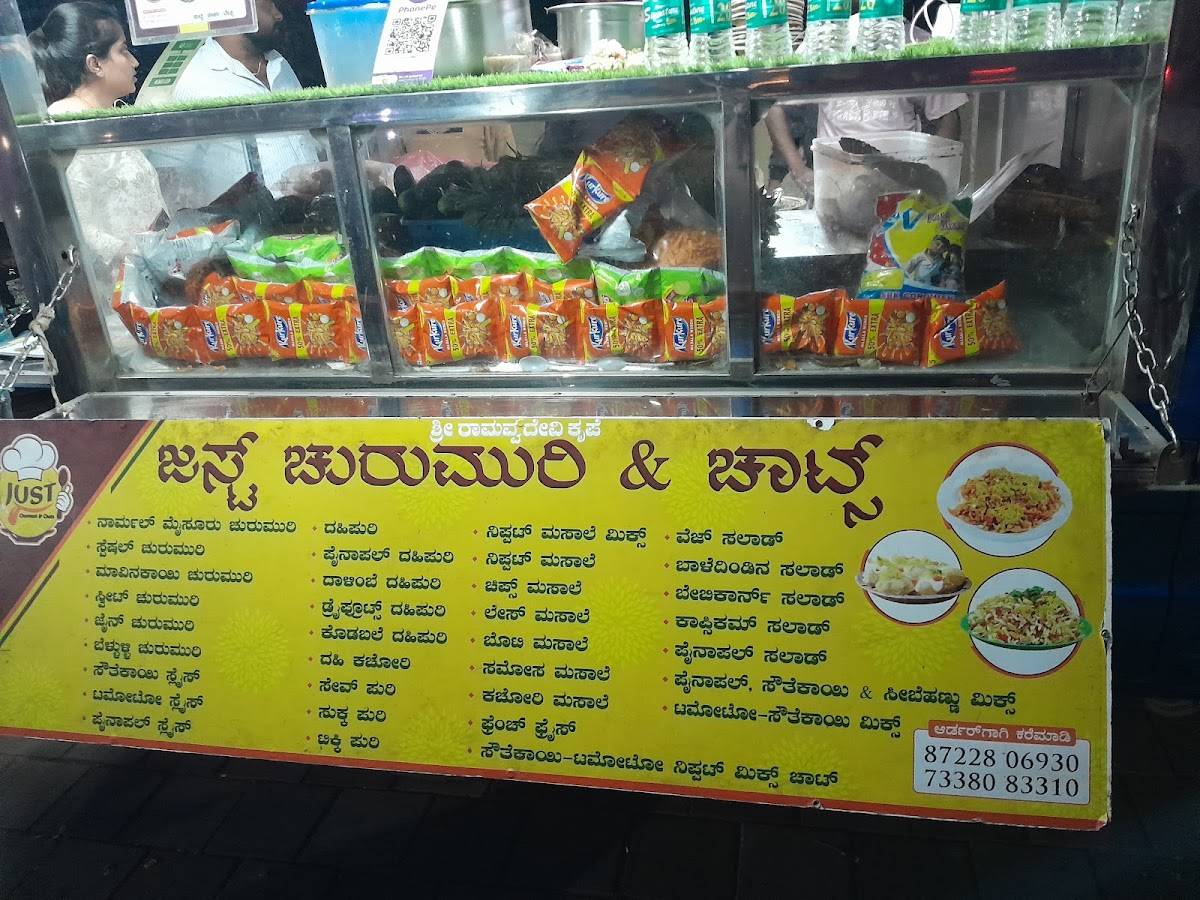 PhonePe
ಶ್ರೀ ರಾಮವ್ವದೇವಿ ಕೃಪೆ
ಜಸ್ಟ್ ಚುರುಮುರಿ & ಚಾಟ್ಸ್
JUST
ನಾರ್ಮಲ್ ಮೈಸೂರು ಚುರುಮುರಿ
ಸ್ಪೆಷಲ್ ಚುರುಮುರಿ
ಮಾವಿನಕಾಯಿ ಚುರುಮುರಿ
ಸ್ವೀಟ್ ಚುರುಮುರಿ
ಜೈನ್ ಚುರುಮುರಿ
ಬೆಳ್ಳುಳ್ಳಿ ಚುರುಮುರಿ
ಸೌತೆಕಾಯಿ ಸ್ಲೈಸ್
ಟಮೋಟೋ ಸ್ಲೈಸ್
ಪೈನಾಪಲ್ ಸ್ಲೈಸ್
ದಹಿಪುರಿ
ಪೈನಾಪಲ್ ದಹಿಪುರಿ
ದಾಳಿಂಬೆ ದಹಿಪುರಿ
ಡ್ರೈಫ್ರೂಟ್ಸ್ ದಹಿಪುರಿ
ಕೊಡಬಲೆ ದಹಿಪುರಿ
ದಹಿ ಕಚೋರಿ
ಸೇವ್ ಪುರಿ
ಸುಕ್ಕ ಪುರಿ
ಟಿಕ್ಕಿ ಪುರಿ
ನಿಪ್ಪಟ್ ಮಸಾಲೆ ಮಿಕ್ಸ್
ನಿಪ್ಪಟ್ ಮಸಾಲೆ
ಚಿಪ್ಸ್ ಮಸಾಲೆ
ಲೇಸ್ ಮಸಾಲೆ
ಬೊಟಿ ಮಸಾಲೆ
ಸಮೋಸ ಮಸಾಲೆ
ಕಚೋರಿ ಮಸಾಲೆ
ಫ್ರೆಂಚ್ ಫ್ರೈಸ್
ಸೌತೆಕಾಯಿ-ಟಮೋಟೋ ನಿಪ್ಪಟ್ ಮಿಕ್ಸ್ ಚಾಟ್
ವೆಜ್ ಸಲಾಡ್
ಬಾಳೆದಿಂಡಿನ ಸಲಾಡ್
ಬೇಬಿಕಾರ್ನ್ ಸಲಾಡ್
ಕಾಪ್ಸಿಕಮ್ ಸಲಾಡ್
ಪೈನಾಪಲ್ ಸಲಾಡ್
ಪೈನಾಪಲ್, ಸೌತೆಕಾಯಿ & ಸೀಬೆಹಣ್ಣು ಮಿಕ್ಸ್
ಟಮೋಟೋ-ಸೌತೆಕಾಯಿ ಮಿಕ್ಸ್
ಆರ್ಡರ್‌ಗಾಗಿ ಕರೆಮಾಡಿ
87228 06930
73380 83310